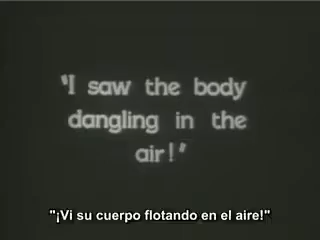 "I saw the body
dangling in the
air!"
"¡Vi su cuerpo flotando en el aire!"